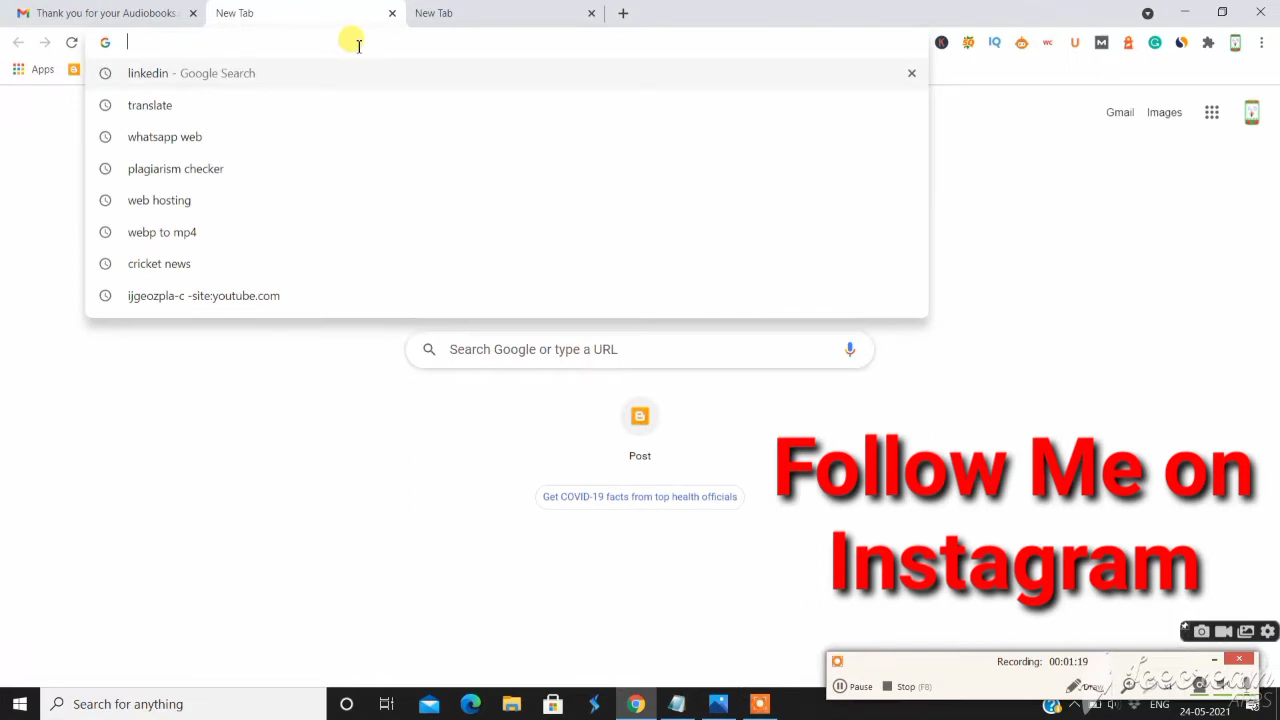 Thank you for your Audiobooks
New Tab
New Tab
linkedin - Google Search
translate
whatsapp web
plagiarism checker
web hosting
webp to mp4
cricket news
ijgeozpla-c -site:youtube.com
Apps
Gmail
Images
Search Google or type a URL
Post
Get COVID-19 facts from top health officials
Follow Me on
Instagram
Recording: 00:01:19
Pause
Stop (F8)
Draw
Search for anything
ENG
24-05-2021